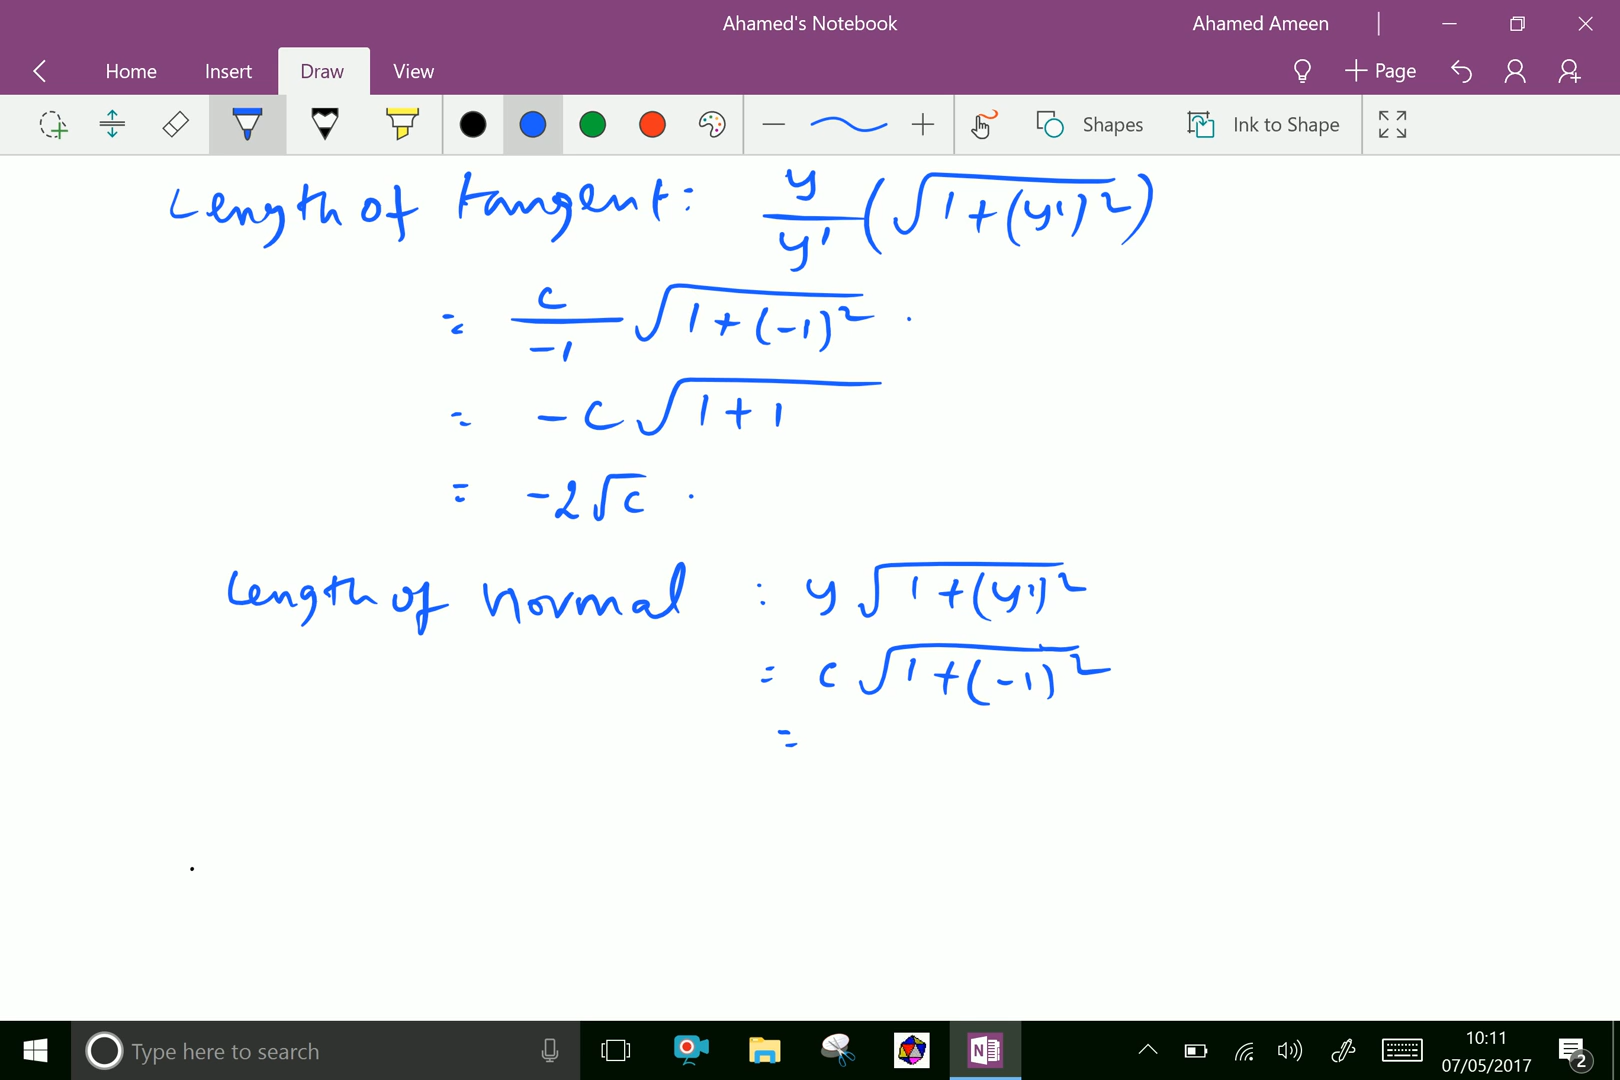 Ahamed's Notebook
Ahamed Ameen
Home Insert Draw View
Page
Shapes Ink to Shape
Length of tangent: y/y' (√1+(y')²)
= c/-1 √1+(-1)² .
= -c√1+1
= -2√c .
Length of normal : y√1+(y')²
= c√1+(-1)²
=
Type here to search
N
10:11
07/05/2017
2